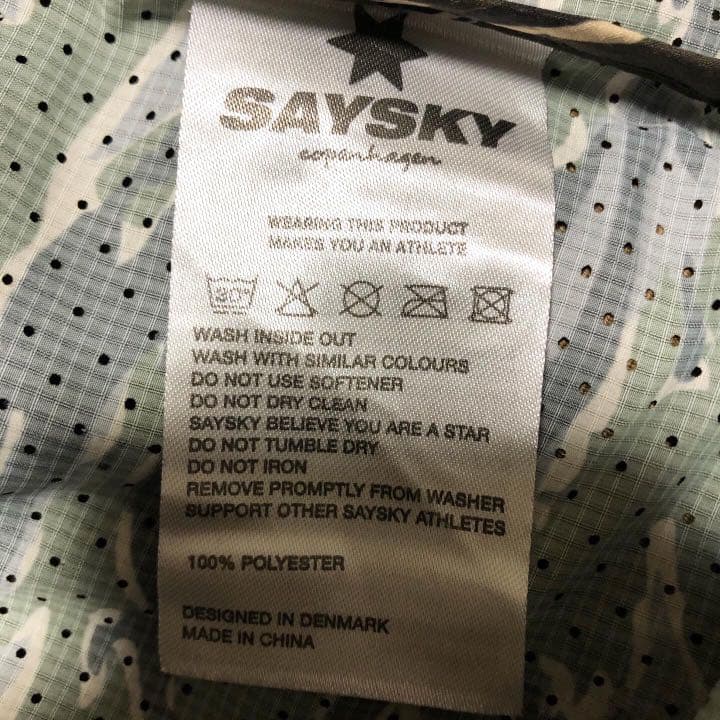 SAYSKY
copenhagen
WEARING THIS PRODUCT
MAKES YOU AN ATHLETE
30°
WASH INSIDE OUT
WASH WITH SIMILAR COLOURS
DO NOT USE SOFTENER
DO NOT DRY CLEAN
SAYSKY BELIEVE YOU ARE A STAR
DO NOT TUMBLE DRY
DO NOT IRON
REMOVE PROMPTLY FROM WASHER
SUPPORT OTHER SAYSKY ATHLETES
100% POLYESTER
DESIGNED IN DENMARK
MADE IN CHINA